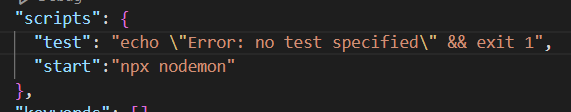 "scripts": {
"test": "echo \"Error: no test specified\" && exit 1",
"start":"npx nodemon"
},
"keywords": []